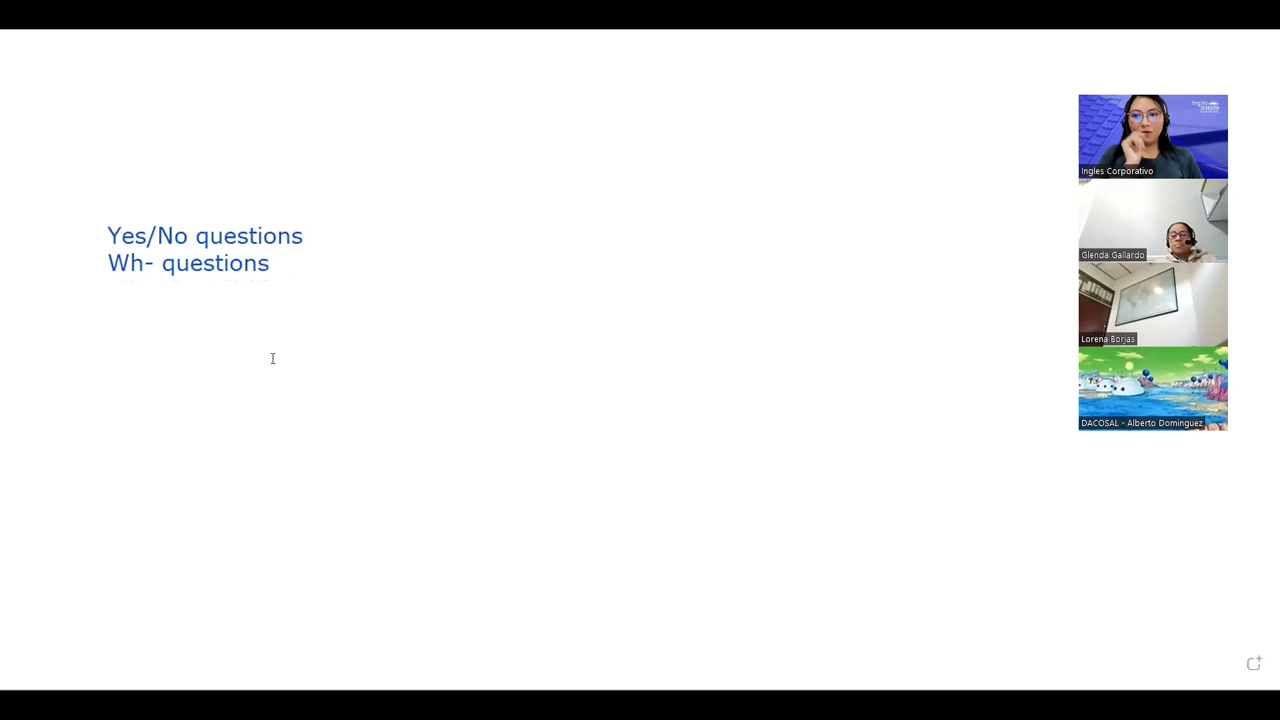 Yes/No questions
Wh- questions
Ingles Corporativo
Glenda Gallardo
Lorena Borjas
DACOSAL - Alberto Dominguez